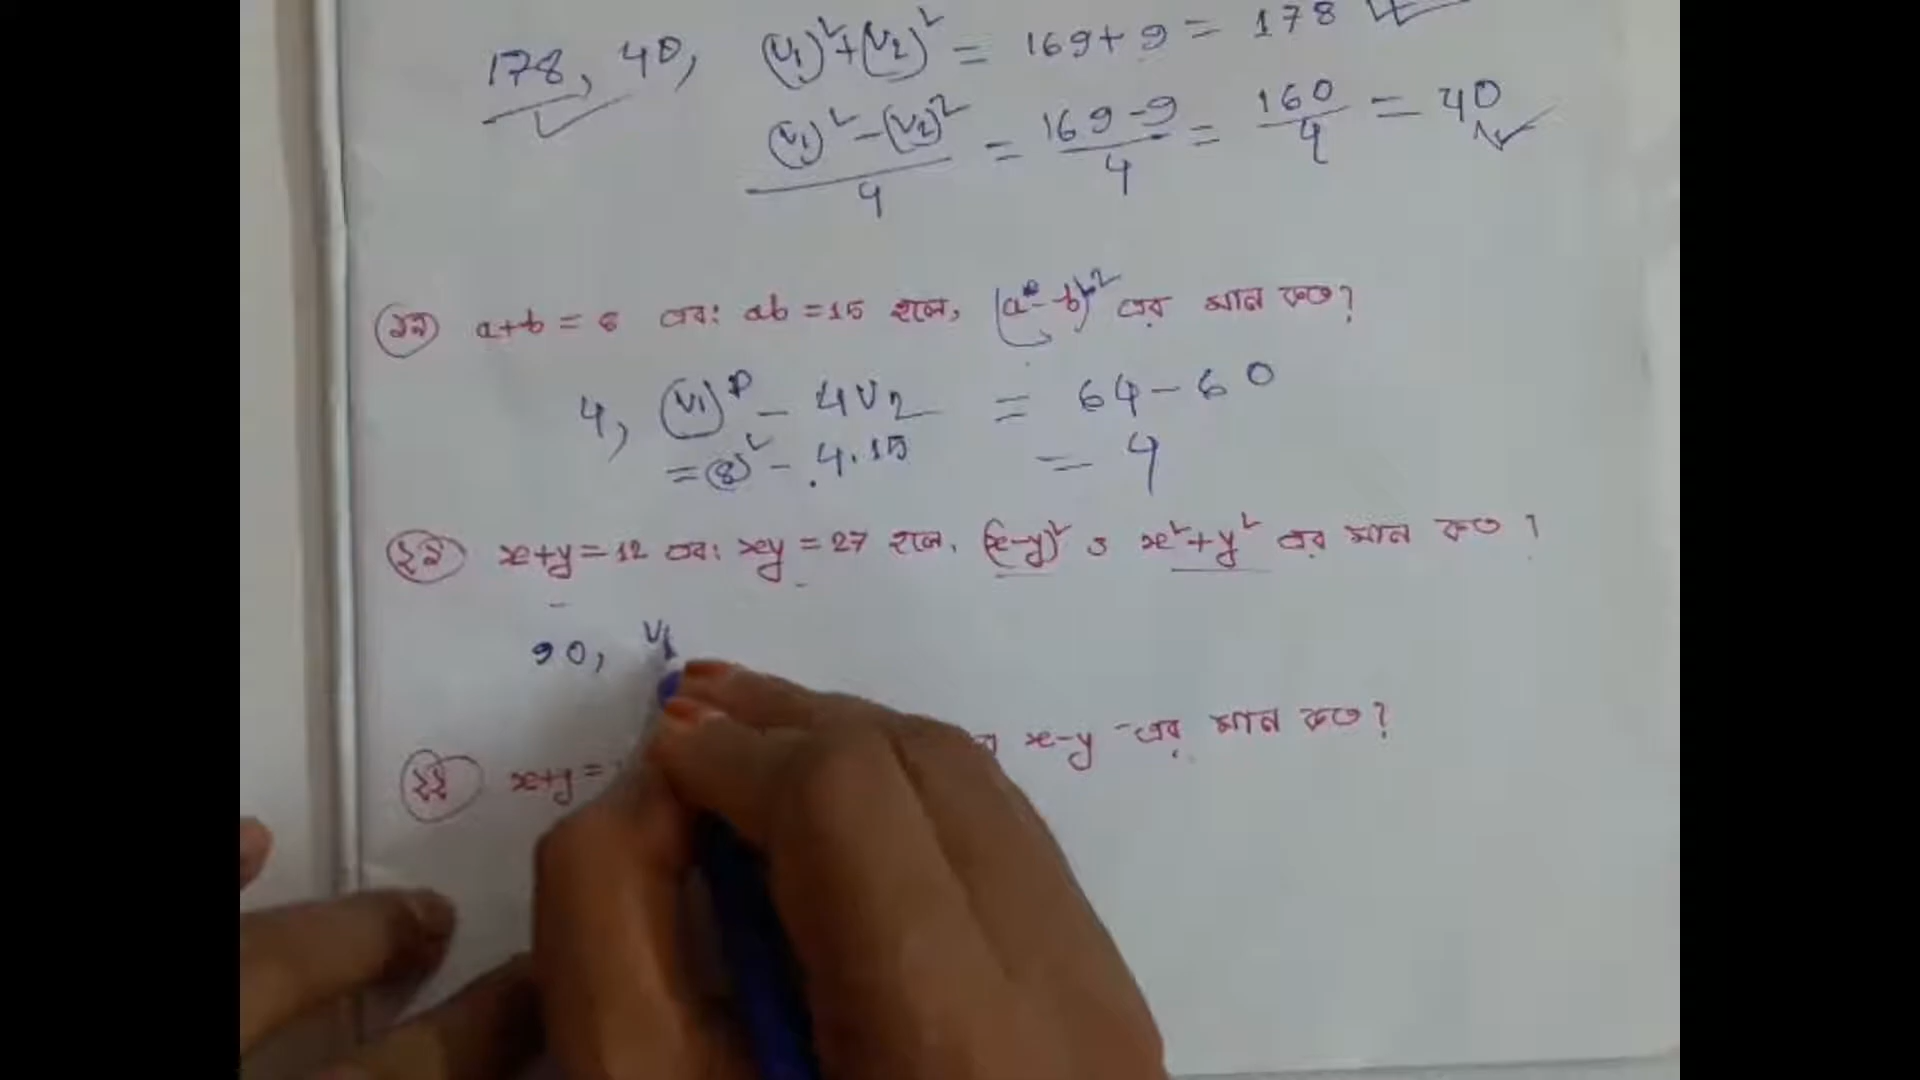 178, 40, (v₁)²+(v₂)² = 169+9 = 178
(v₁)²-(v₂)²/4 = 169-9/4 = 160/4 = 40
a+b = 8 এবং ab = 15 হলে, (a-b)² এর মান কত?
4, (v₁)² - 4v₂ = 64-60
= (8)² - 4.15 = 4
x+y = 12 এবং xy = 27 হলে, (x-y)² ও x²+y² এর মান কত?
90, v₁
২২ x+y = x-y -এর মান কত?